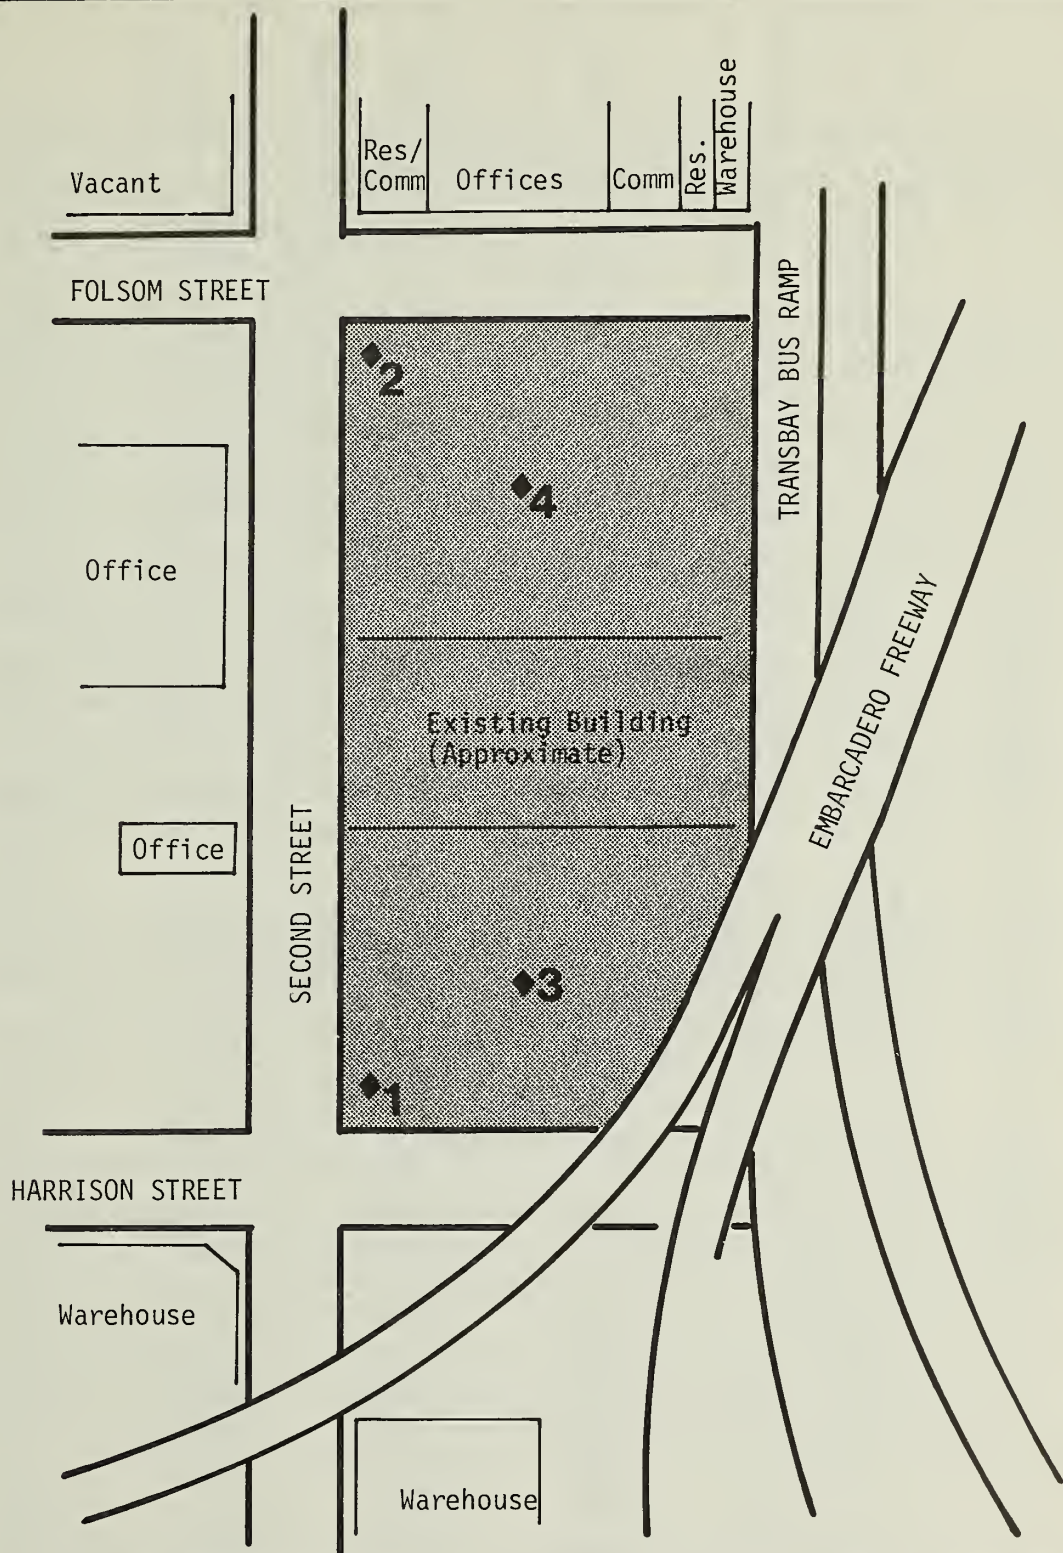 Vacant
Res/
Comm
Offices
Comm
Res.
Warehouse
FOLSOM STREET
TRANSBAY BUS RAMP
2
4
Office
EMBARCADERO FREEWAY
Existing Building
(Approximate)
Office
SECOND STREET
3
1
HARRISON STREET
Warehouse
Warehouse